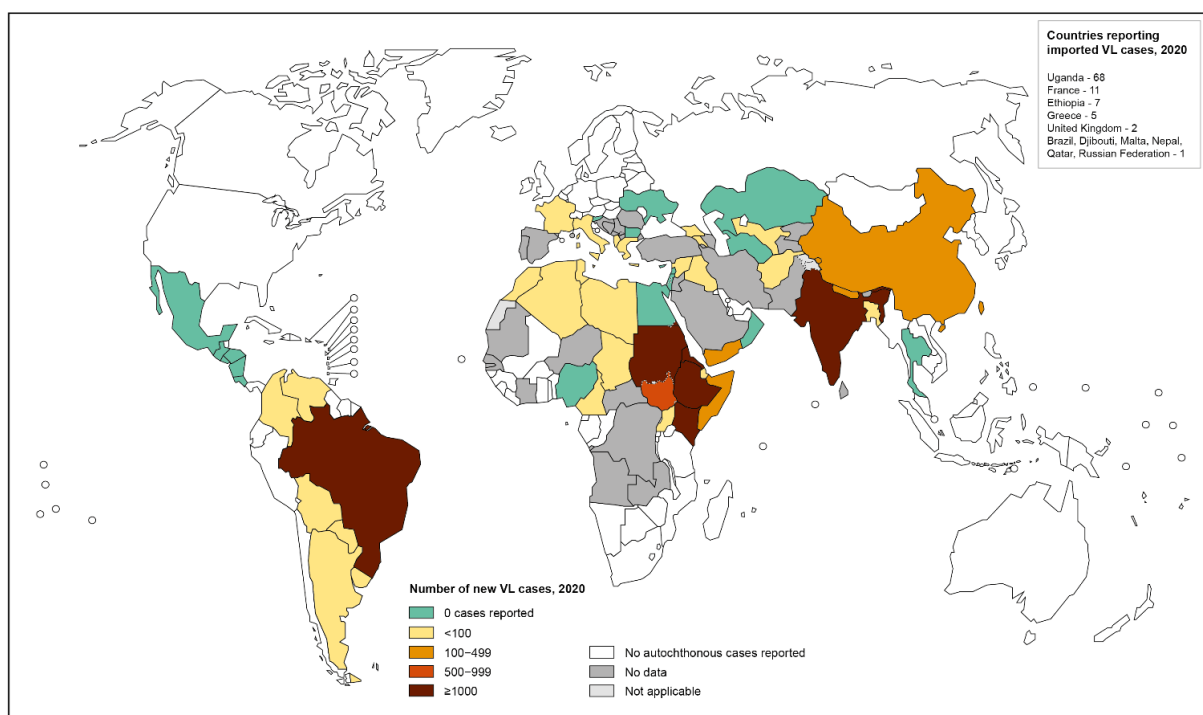 Countries reporting
imported VL cases, 2020
Uganda - 68
France - 11
Ethiopia - 7
Greece - 5
United Kingdom - 2
Brazil, Djibouti, Malta, Nepal,
Qatar, Russian Federation - 1
Number of new VL cases, 2020
0 cases reported
<100
100–499
500–999
≥1000
No autochthonous cases reported
No data
Not applicable